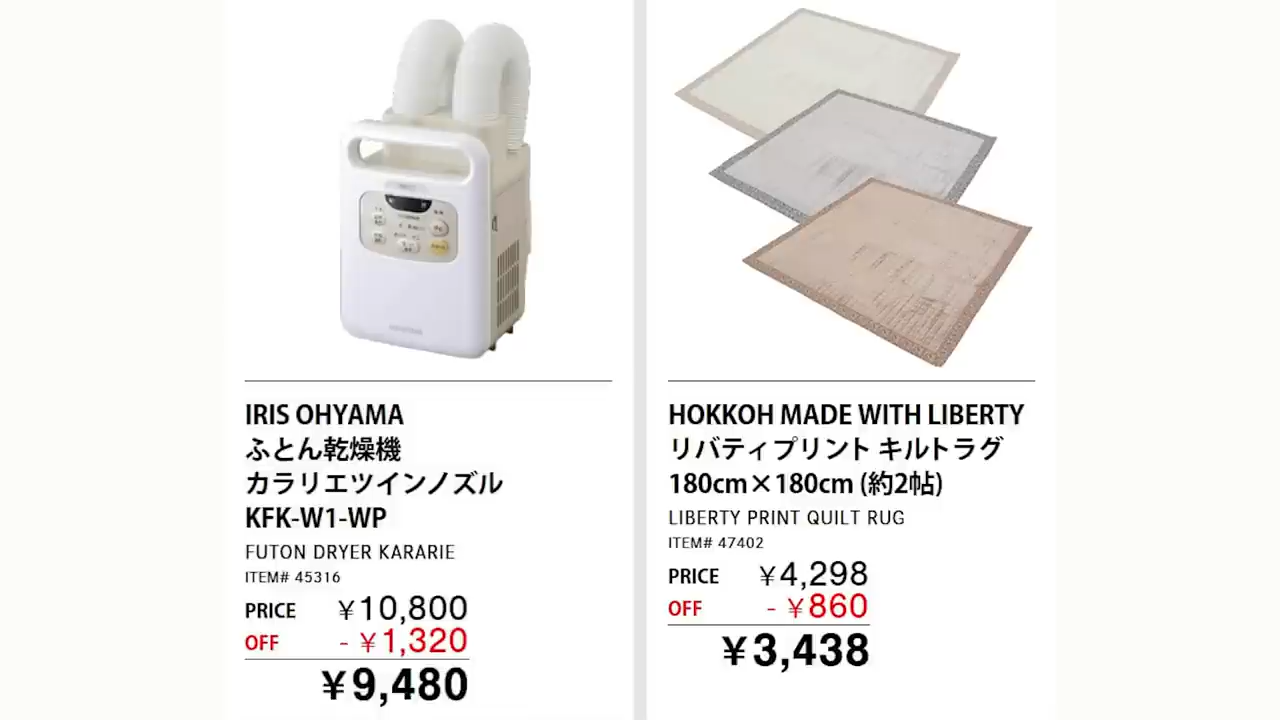 IRIS OHYAMA
ふとん乾燥機
カラリエツインノズル
KFK-W1-WP
FUTON DRYER KARARIE
ITEM# 45316
PRICE ¥10,800
OFF - ¥1,320
¥9,480
HOKKOH MADE WITH LIBERTY
リバティプリント キルトラグ
180cm×180cm (約2帖)
LIBERTY PRINT QUILT RUG
ITEM# 47402
PRICE ¥4,298
OFF - ¥860
¥3,438